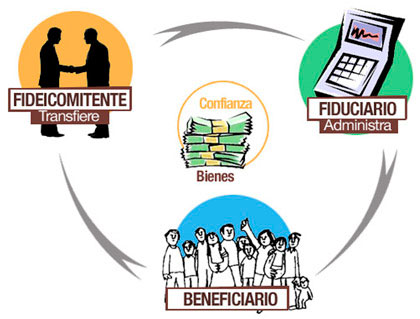 FIDEICOMITENTE
Transfiere
FIDUCIARIO
Administra
Confianza
Bienes
BENEFICIARIO